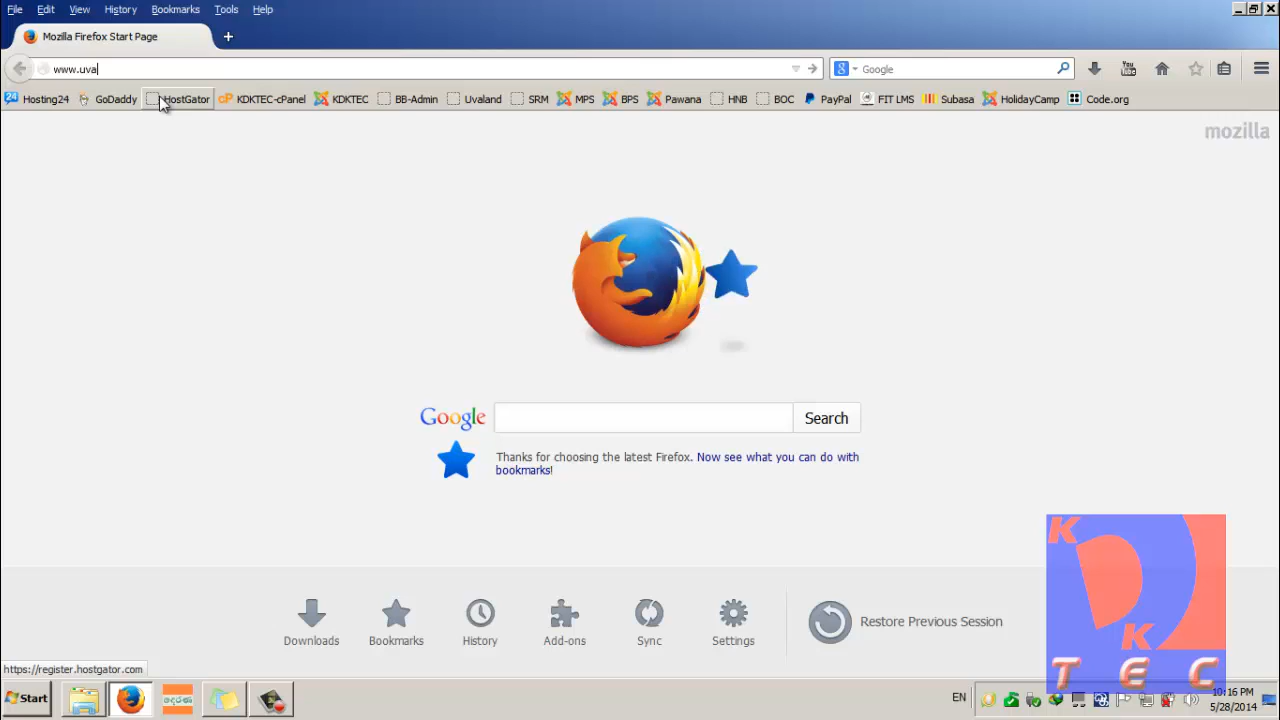 File Edit View History Bookmarks Tools Help
Mozilla Firefox Start Page
www.uva
Google
Hosting24 GoDaddy HostGator KDKTEC-cPanel KDKTEC BB-Admin Uvaland SRM MPS BPS Pawana HNB BOC PayPal FIT LMS Subasa HolidayCamp Code.org
mozilla
Google Search
Thanks for choosing the latest Firefox. Now see what you can do with
bookmarks!
Downloads Bookmarks History Add-ons Sync Settings Restore Previous Session
K D K
T E C
https://register.hostgator.com
Start
දෙරණ
EN
10:16 PM
5/28/2014